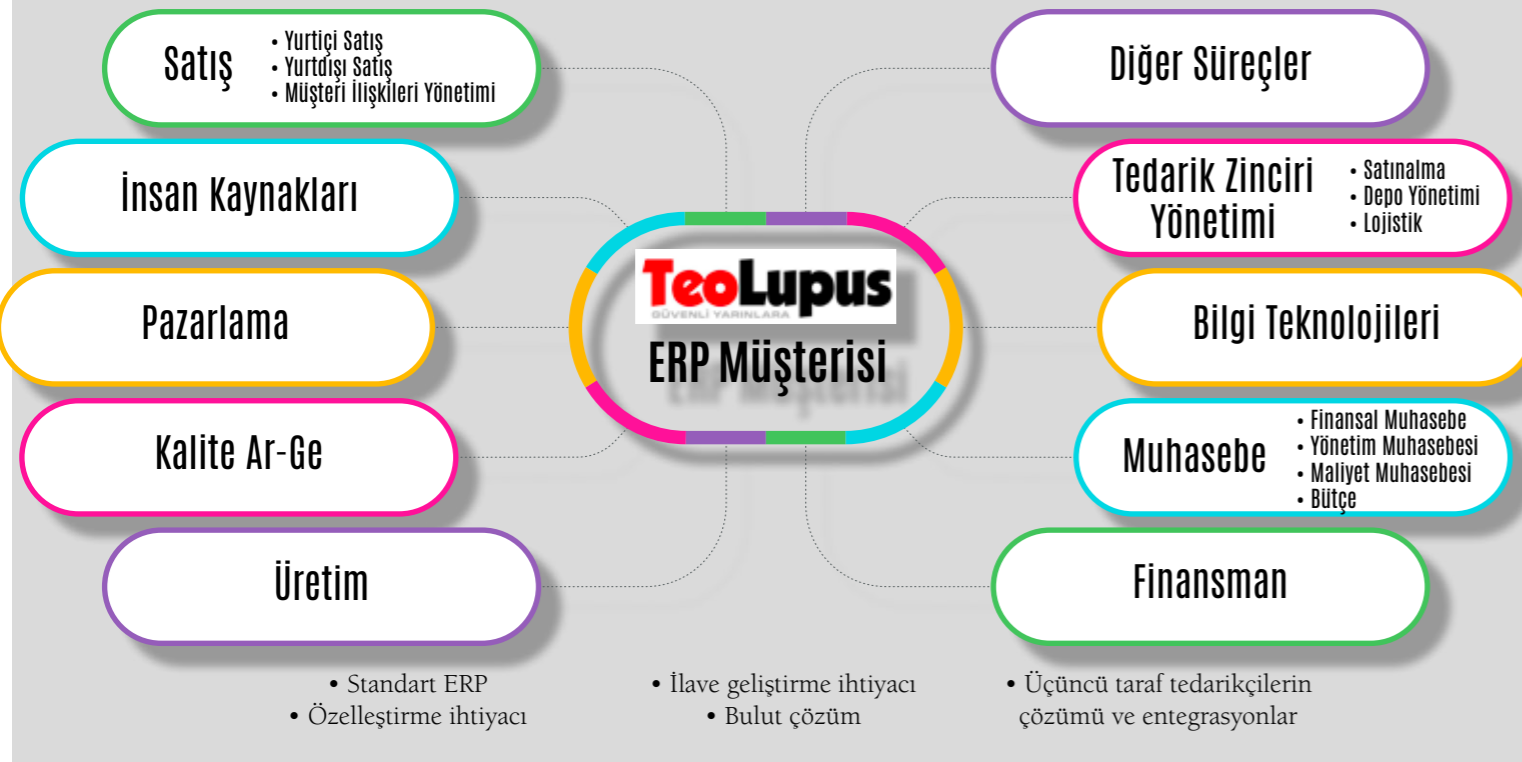 Satış
• Yurtiçi Satış
• Yurtdışı Satış
• Müşteri İlişkileri Yönetimi
İnsan Kaynakları
Pazarlama
Kalite Ar-Ge
Üretim
TeoLupus
GÜVENLİ YARINLARA
ERP Müşterisi
Diğer Süreçler
Tedarik Zinciri
Yönetimi
• Satınalma
• Depo Yönetimi
• Lojistik
Bilgi Teknolojileri
Muhasebe
• Finansal Muhasebe
• Yönetim Muhasebesi
• Maliyet Muhasebesi
• Bütçe
Finansman
• Standart ERP
• Özelleştirme ihtiyacı
• İlave geliştirme ihtiyacı
• Bulut çözüm
• Üçüncü taraf tedarikçilerin
çözümü ve entegrasyonlar